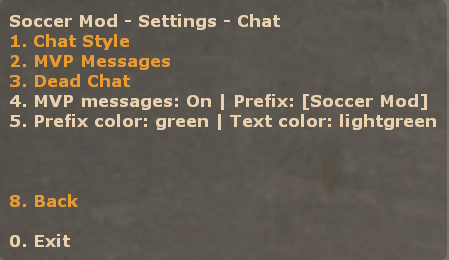 Soccer Mod - Settings - Chat
1. Chat Style
2. MVP Messages
3. Dead Chat
4. MVP messages: On | Prefix: [Soccer Mod]
5. Prefix color: green | Text color: lightgreen
8. Back
0. Exit